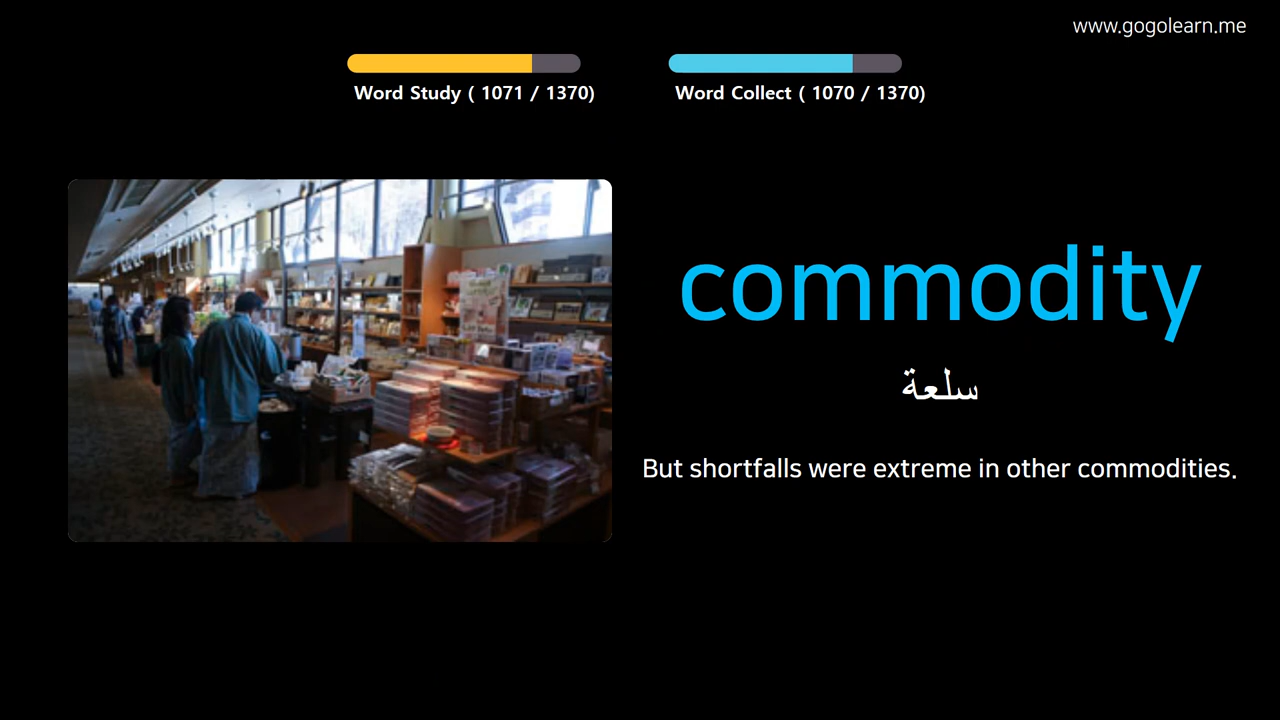 www.gogolearn.me
Word Study ( 1071 / 1370)
Word Collect ( 1070 / 1370)
commodity
سلعة
But shortfalls were extreme in other commodities.